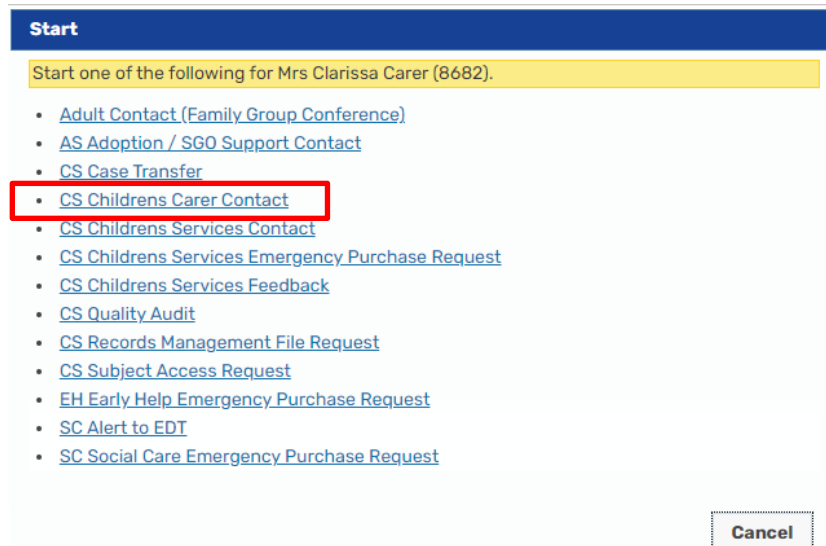 Start
Start one of the following for Mrs Clarissa Carer (8682).
Adult Contact (Family Group Conference)
AS Adoption / SGO Support Contact
CS Case Transfer
CS Childrens Carer Contact
CS Childrens Services Contact
CS Childrens Services Emergency Purchase Request
CS Childrens Services Feedback
CS Quality Audit
CS Records Management File Request
CS Subject Access Request
EH Early Help Emergency Purchase Request
SC Alert to EDT
SC Social Care Emergency Purchase Request
Cancel